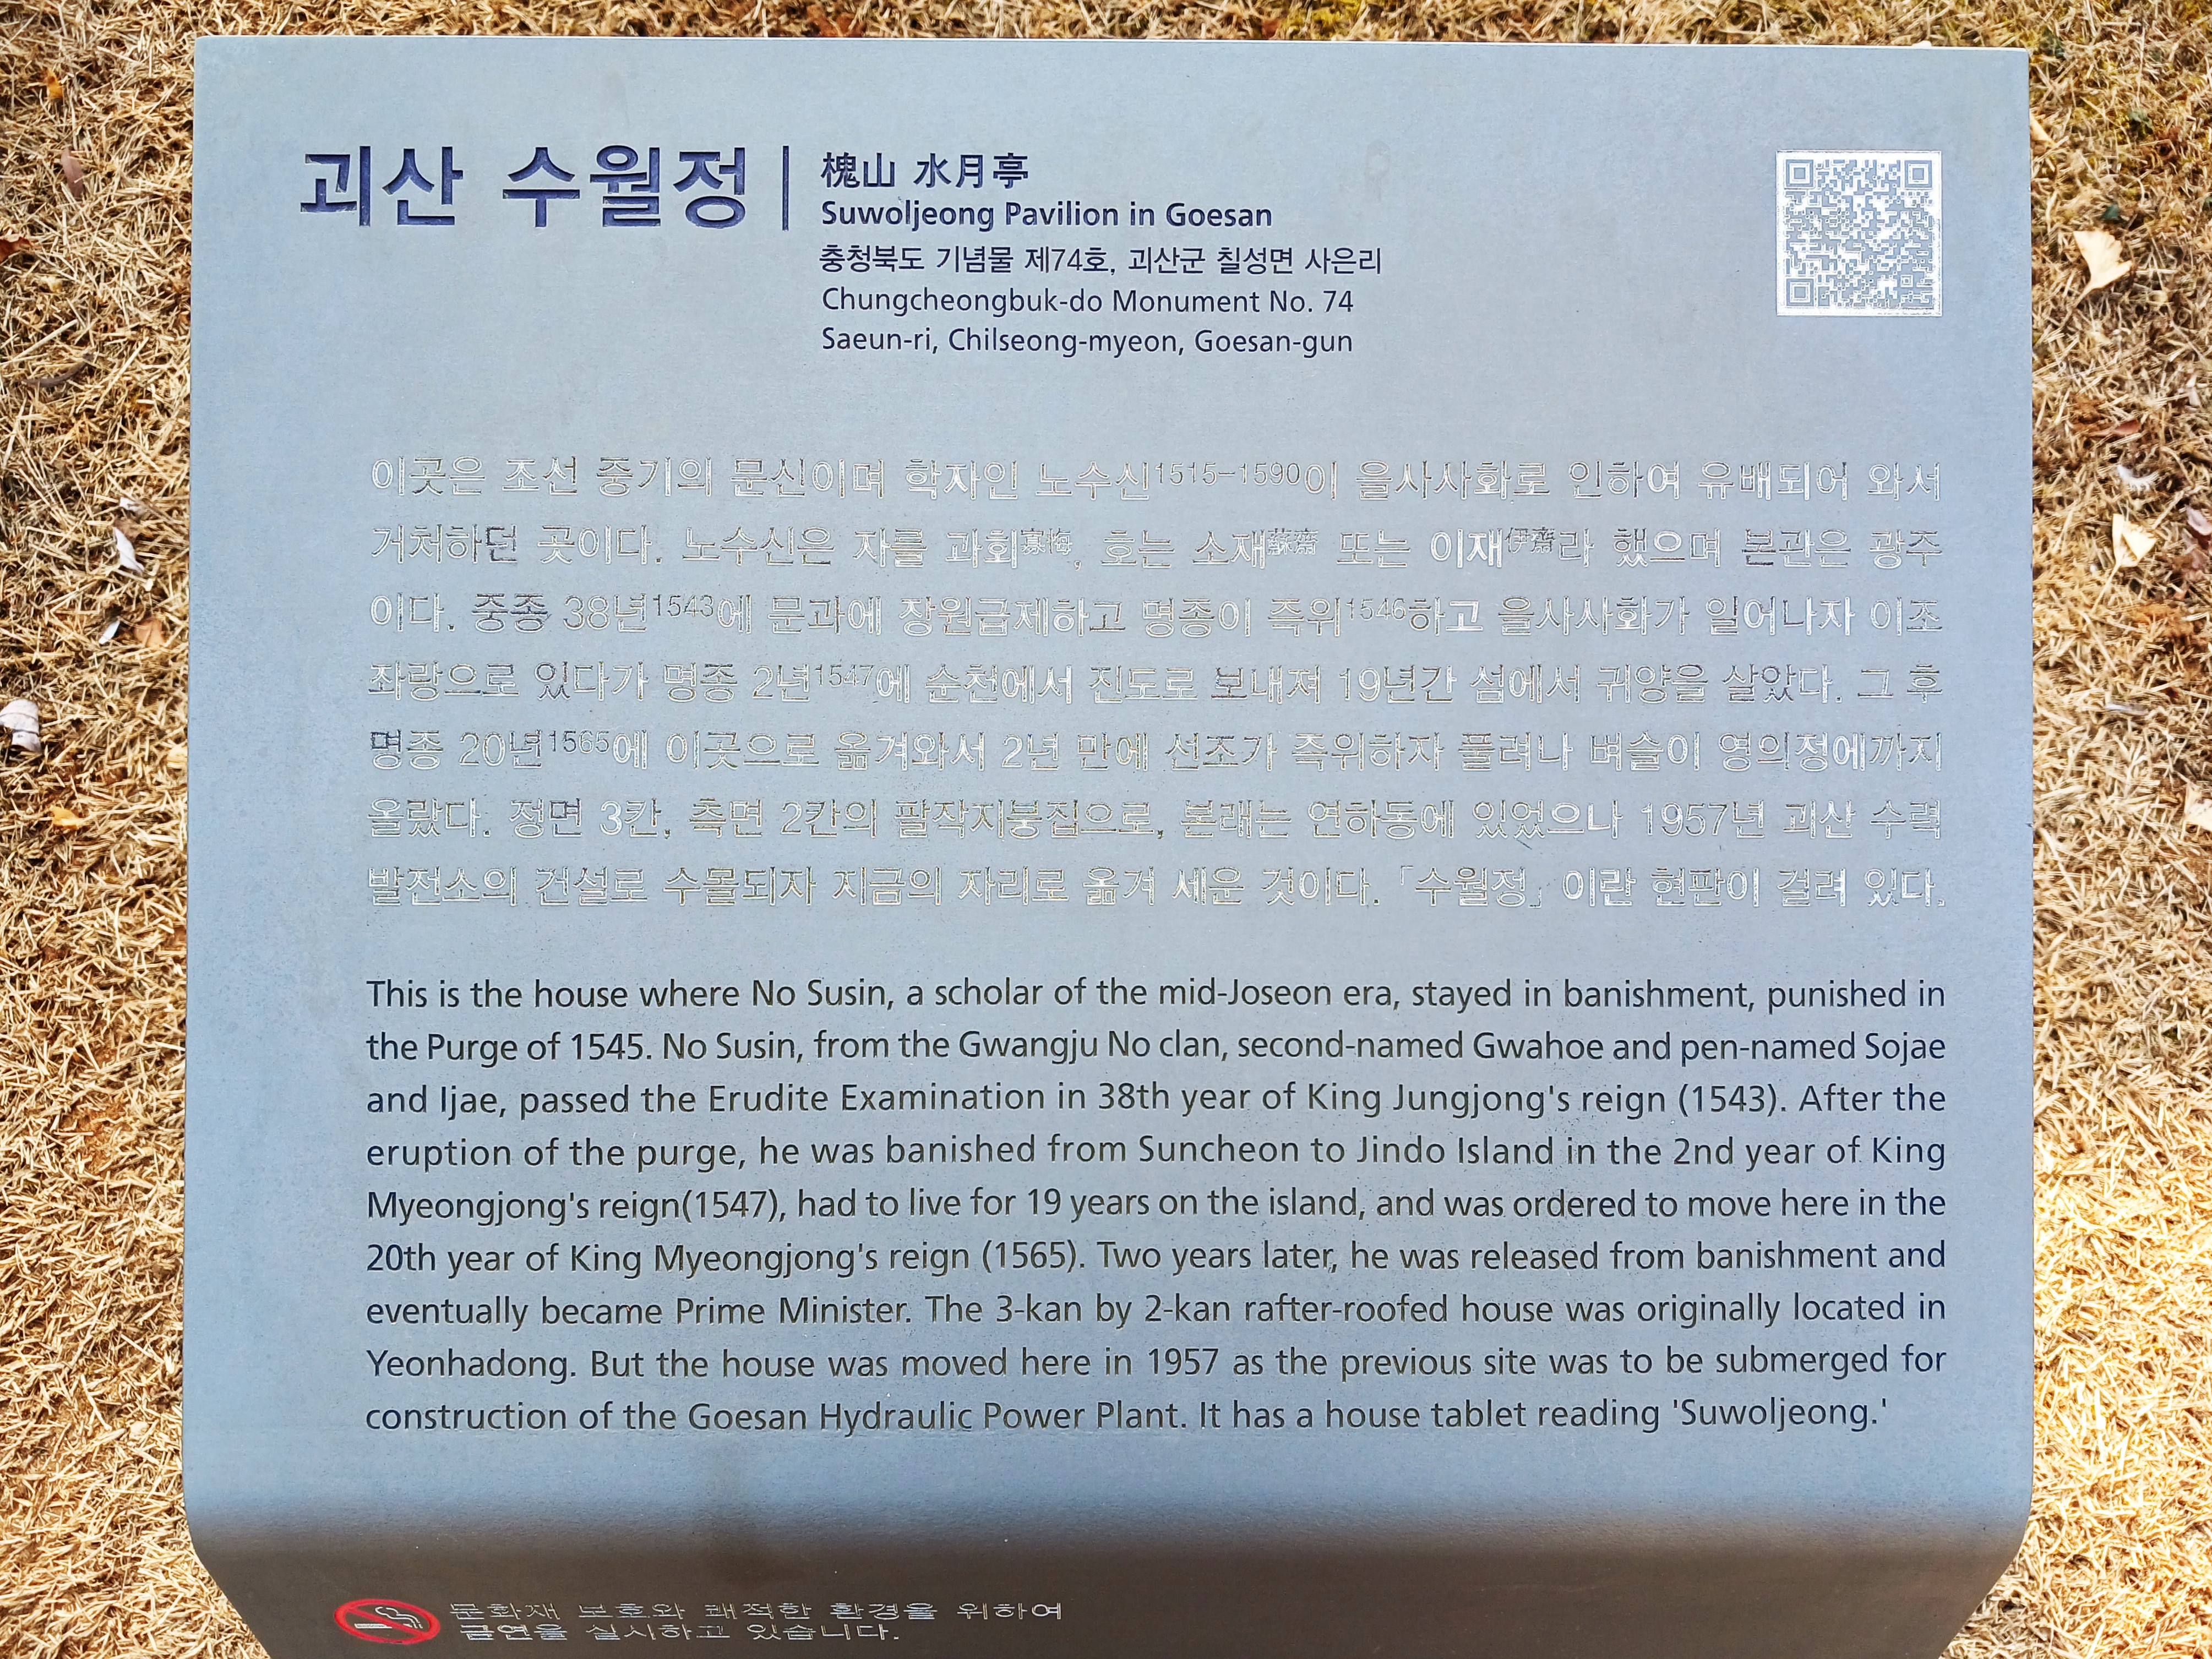 괴산 수월정
槐山 水月亭
Suwoljeong Pavilion in Goesan
충청북도 기념물 제74호, 괴산군 칠성면 사은리
Chungcheongbuk-do Monument No. 74
Saeun-ri, Chilseong-myeon, Goesan-gun
이곳은 조선 중기의 문신이며 학자인 노수신1515-1590이 을사사화로 인하여 유배되어 와서
거처하던 곳이다. 노수신은 자를 과회寡悔, 호는 소재蘇齋 또는 이재伊齋라 했으며 본관은 광주
이다. 중종 38년1543에 문과에 장원급제하고 명종이 즉위1546하고 을사사화가 일어나자 이조
좌랑으로 있다가 명종 2년1547에 순천에서 진도로 보내져 19년간 섬에서 귀양을 살았다. 그 후
명종 20년1565에 이곳으로 옮겨와서 2년 만에 선조가 즉위하자 풀려나 벼슬이 영의정에까지
올랐다. 정면 3칸, 측면 2칸의 팔작지붕집으로, 본래는 연하동에 있었으나 1957년 괴산 수력
발전소의 건설로 수몰되자 지금의 자리로 옮겨 세운 것이다. 「수월정」이란 현판이 걸려 있다.
This is the house where No Susin, a scholar of the mid-Joseon era, stayed in banishment, punished in
the Purge of 1545. No Susin, from the Gwangju No clan, second-named Gwahoe and pen-named Sojae
and Ijae, passed the Erudite Examination in 38th year of King Jungjong's reign (1543). After the
eruption of the purge, he was banished from Suncheon to Jindo Island in the 2nd year of King
Myeongjong's reign(1547), had to live for 19 years on the island, and was ordered to move here in the
20th year of King Myeongjong's reign (1565). Two years later, he was released from banishment and
eventually became Prime Minister. The 3-kan by 2-kan rafter-roofed house was originally located in
Yeonhadong. But the house was moved here in 1957 as the previous site was to be submerged for
construction of the Goesan Hydraulic Power Plant. It has a house tablet reading 'Suwoljeong.'
문화재 보호와 쾌적한 환경을 위하여
금연을 실시하고 있습니다.